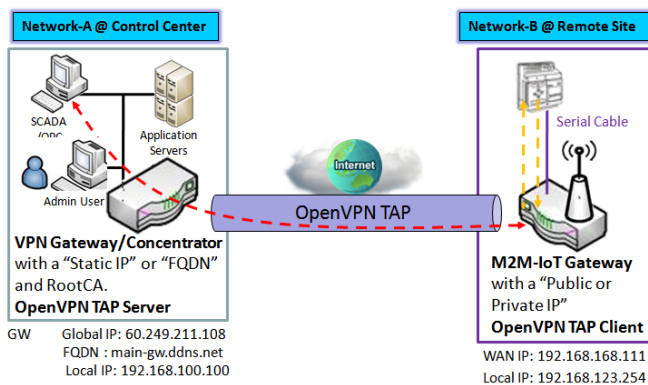 Network-A @ Control Center
Network-B @ Remote Site
SCADA
Application
Servers
Admin User
Serial Cable
Internet
OpenVPN TAP
VPN Gateway/Concentrator
with a “Static IP” or “FQDN”
and RootCA.
OpenVPN TAP Server
M2M-IoT Gateway
with a “Public or
Private IP”
OpenVPN TAP Client
GW Global IP: 60.249.211.108
FQDN : main-gw.ddns.net
Local IP: 192.168.100.100
WAN IP: 192.168.168.111
Local IP: 192.168.123.254